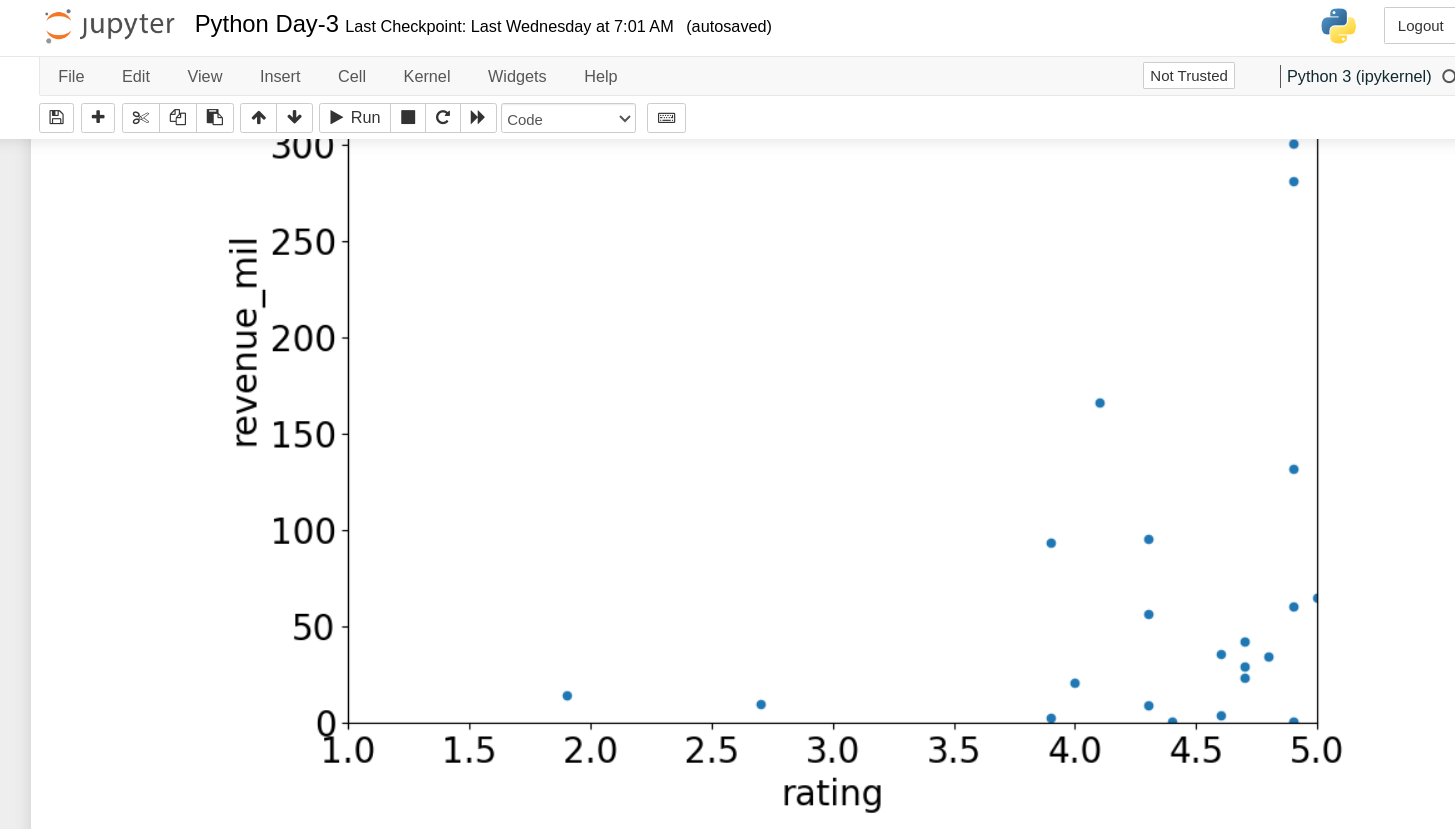 jupyter Python Day-3 Last Checkpoint: Last Wednesday at 7:01 AM (autosaved) Logout
File Edit View Insert Cell Kernel Widgets Help Not Trusted Python 3 (ipykernel)
Run Code
300
250
200
150
100
50
0
revenue_mil
1.0 1.5 2.0 2.5 3.0 3.5 4.0 4.5 5.0
rating